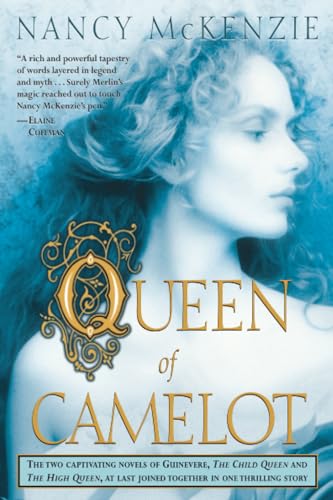 NANCY MCKENZIE
"A rich and powerful tapestry
of words layered in legend
and myth . . . Surely Merlin's
magic reached out to touch
Nancy McKenzie's pen."
—ELAINE
COFFMAN
QUEEN
of
CAMELOT
THE TWO CAPTIVATING NOVELS OF GUINEVERE, THE CHILD QUEEN AND
THE HIGH QUEEN, AT LAST JOINED TOGETHER IN ONE THRILLING STORY